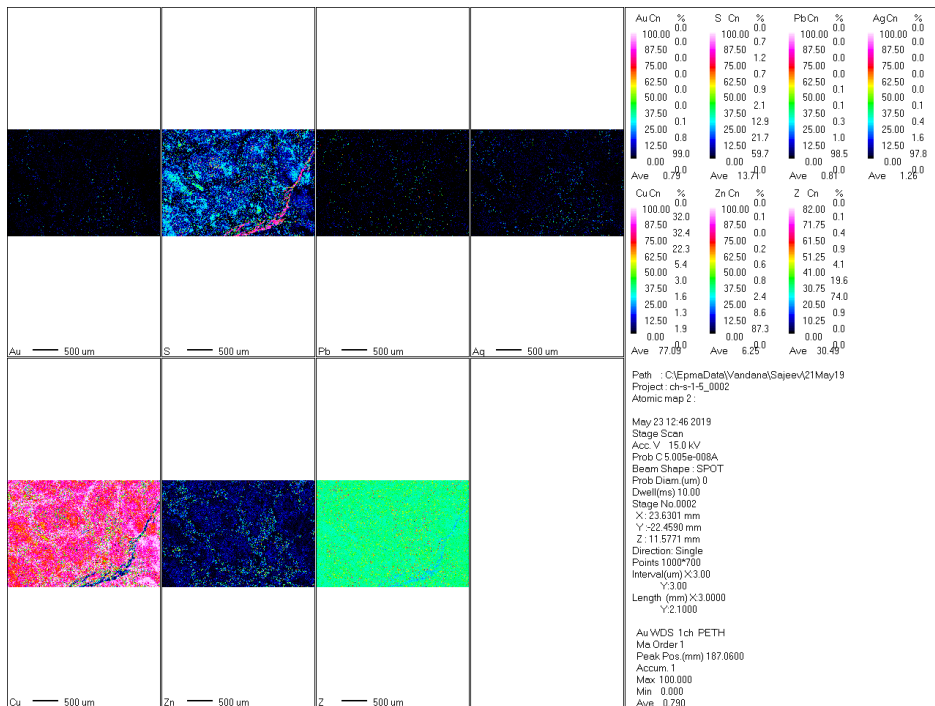 Au Cn % S Cn % Pb Cn % Ag Cn %
0.0 0.0 0.0 0.0
100.00 100.00 100.00 100.00
0.0 0.7 0.0 0.0
87.50 87.50 87.50 87.50
0.0 1.2 0.0 0.0
75.00 75.00 75.00 75.00
0.0 0.7 0.0 0.0
62.50 62.50 62.50 62.50
0.0 0.9 0.0 0.0
50.00 50.00 50.00 50.00
0.0 2.1 0.1 0.1
37.50 37.50 37.50 37.50
0.1 12.9 0.3 0.4
25.00 25.00 25.00 25.00
0.8 21.7 1.0 1.6
12.50 12.50 12.50 12.50
99.0 59.7 98.5 97.8
0.00 0.00 0.00 0.00
0.0 0.0 0.0 0.0
Ave 0.79 Ave 13.71 Ave 0.81 Ave 1.26
Cu Cn % Zn Cn % Z Cn %
0.0 0.0 0.0
100.00 100.00 82.00
32.0 0.1 0.0
87.50 87.50 71.75
32.4 0.0 0.4
75.00 75.00 61.50
22.3 0.2 0.9
62.50 62.50 51.25
5.4 0.6 4.1
50.00 50.00 41.00
3.0 0.8 19.6
37.50 37.50 30.75
1.6 2.4 74.0
25.00 25.00 20.50
1.3 8.6 0.9
12.50 12.50 10.25
1.9 87.3 0.0
0.00 0.00 0.00
0.0 0.0 0.0
Ave 77.09 Ave 6.25 Ave 30.49
Au 500 um S 500 um Pb 500 um Ag 500 um
Cu 500 um Zn 500 um Z 500 um
Path : C:\EpmaData\Vandana\Sajeev\21May19
Project : ch-s-1-5_0002
Atomic map 2 :
May 23 12:46 2019
Stage Scan
Acc. V 15.0 kV
Prob C 5.005e-008A
Beam Shape : SPOT
Prob Diam.(um) 0
Dwell(ms) 10.00
Stage No.0002
X : 23.6301 mm
Y :-22.4590 mm
Z : 11.5771 mm
Direction: Single
Points 1000*700
Interval(um) X:3.00
Y:3.00
Length (mm) X:3.0000
Y:2.1000
Au WDS 1ch PETH
Ma Order 1
Peak Pos.(mm) 187.0600
Accum. 1
Max 100.000
Min 0.000
Ave 0.790